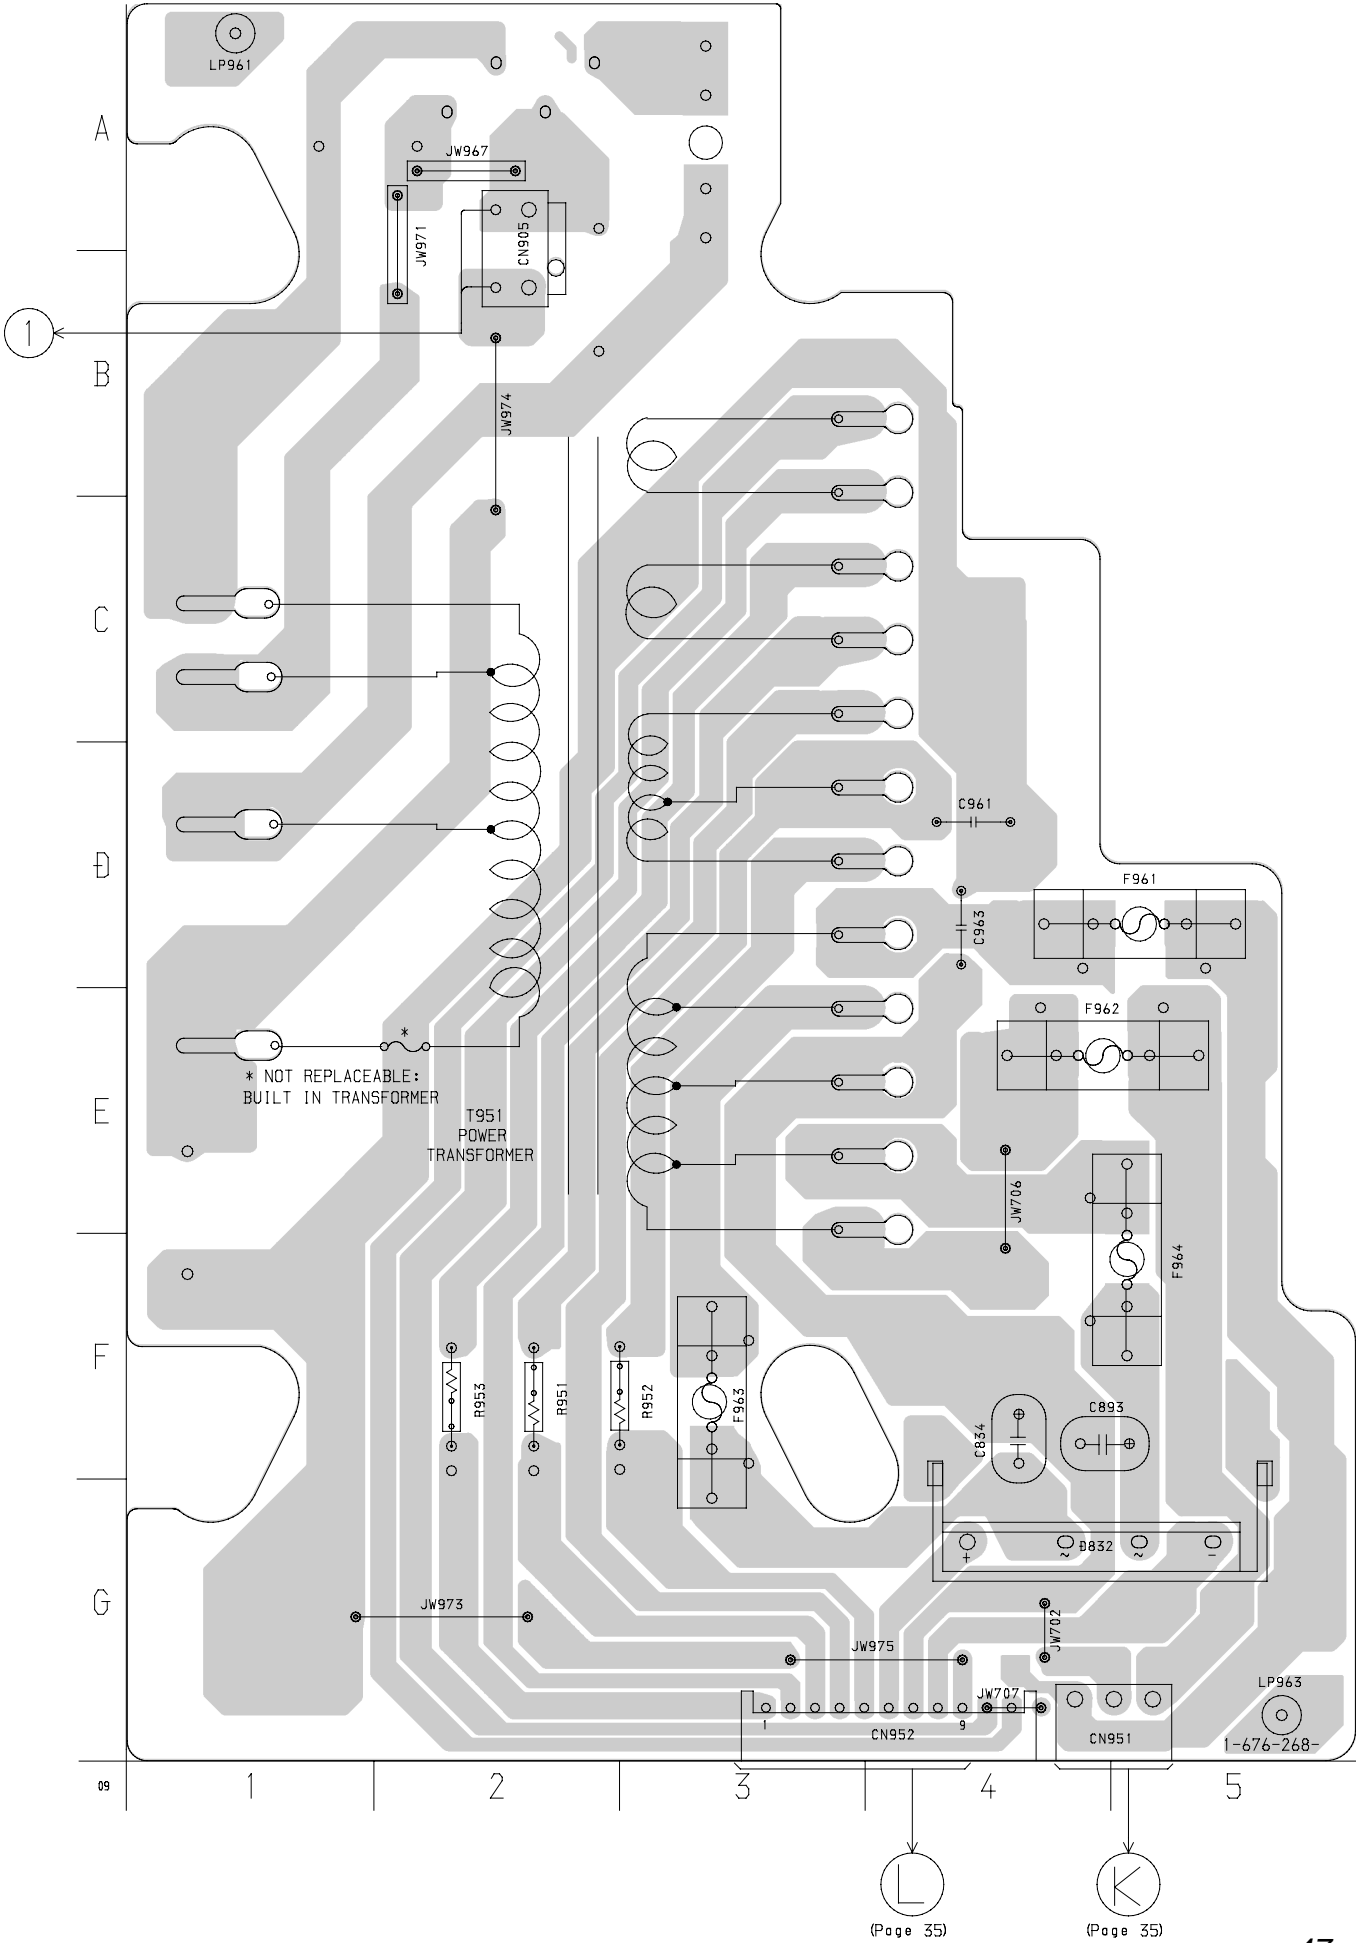 LP961
A
JW967
JW971
CN905
1
B
JW974
C
C961
D
F961
C963
F962
*
* NOT REPLACEABLE:
BUILT IN TRANSFORMER
E
T951
POWER
TRANSFORMER
JW706
F964
F
R953
R951
R952
F963
C834
C893
+
~
D832
~
-
G
JW973
JW975
JW702
JW707
LP963
1
9
CN952
CN951
1-676-268-
09
1
2
3
4
5
L
K
(Page 35)
(Page 35)